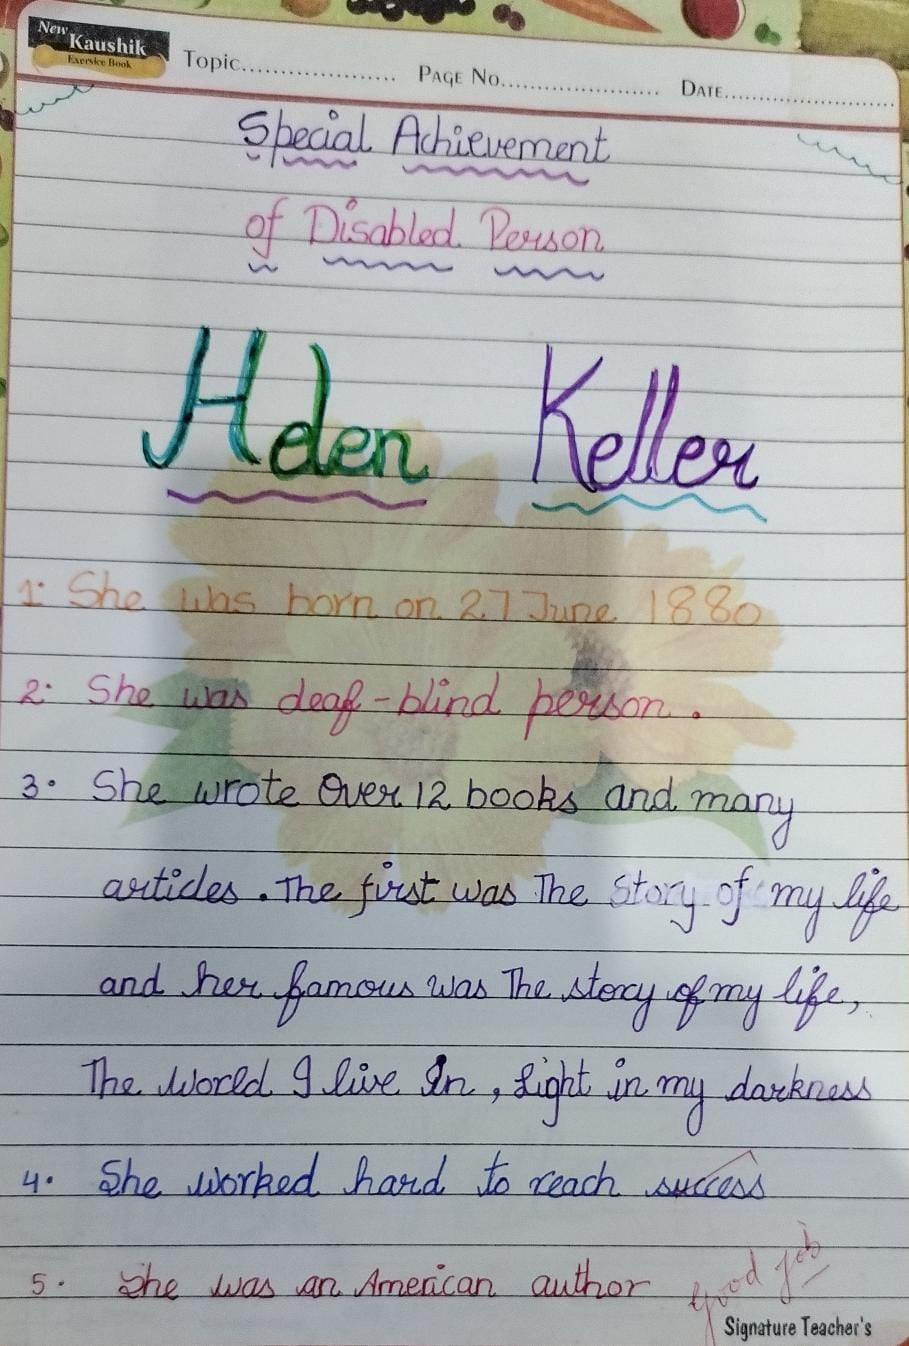 New
Kaushik
Exercise Book
Topic.................... PAGE NO....................... DATE.........................
Special Achievement
of Disabled Person
Helen Keller
1. She was born on 27 June 1880
2. She was deaf-blind person.
3. She wrote Over 12 books and many
articles. The first was The Story of my life
and her famous was The story of my life,
The World I live In, Light in my darkness
4. She worked hard to reach success
5. She was an American author
Good job
Signature Teacher's